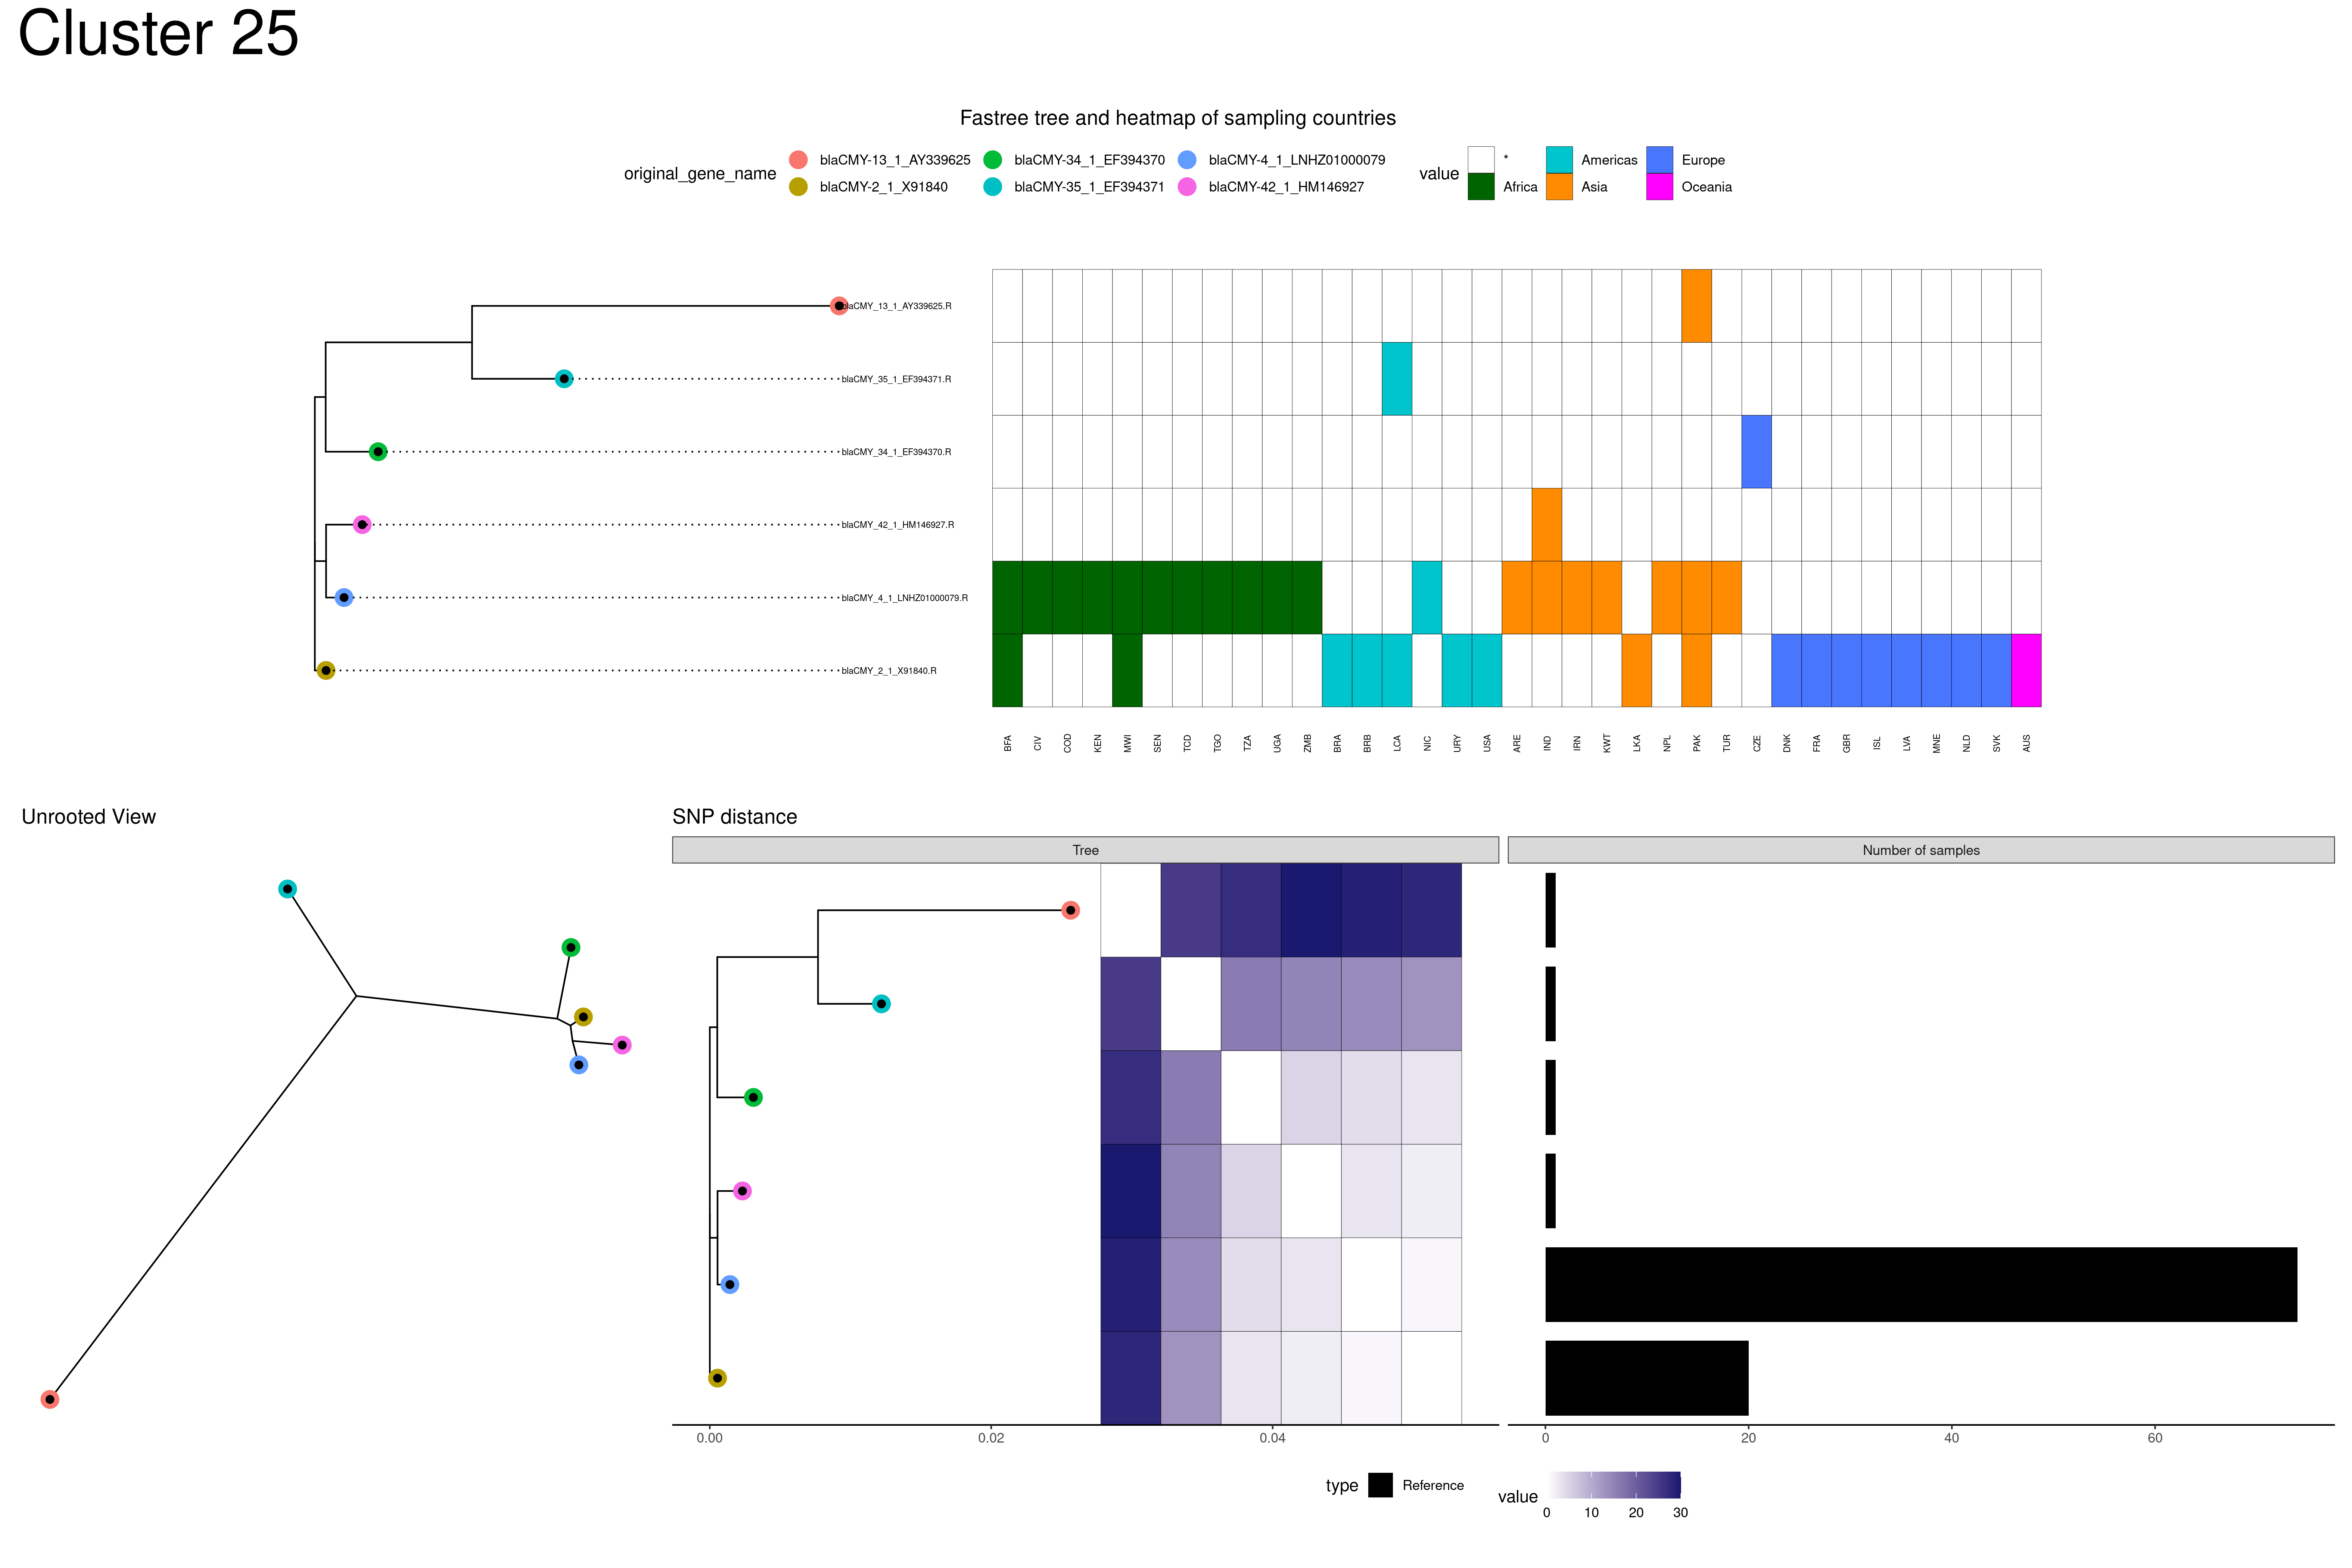 Cluster 25
Fastree tree and heatmap of sampling countries
original_gene_name
blaCMY-13_1_AY339625
blaCMY-34_1_EF394370
blaCMY-4_1_LNHZ01000079
blaCMY-2_1_X91840
blaCMY-35_1_EF394371
blaCMY-42_1_HM146927
value
*
Americas
Europe
Africa
Asia
Oceania
blaCMY_13_1_AY339625.R
blaCMY_35_1_EF394371.R
blaCMY_34_1_EF394370.R
blaCMY_42_1_HM146927.R
blaCMY_4_1_LNHZ01000079.R
blaCMY_2_1_X91840.R
BFA
CIV
COD
KEN
MWI
SEN
TCD
TGO
TZA
UGA
ZMB
BRA
BRB
LCA
NIC
URY
USA
ARE
IND
IRN
KWT
LKA
NPL
PAK
TUR
CZE
DNK
FRA
GBR
ISL
LVA
MNE
NLD
SVK
AUS
Unrooted View
SNP distance
Tree
Number of samples
0.00 0.02 0.04
0 20 40 60
type
Reference
value
0 10 20 30